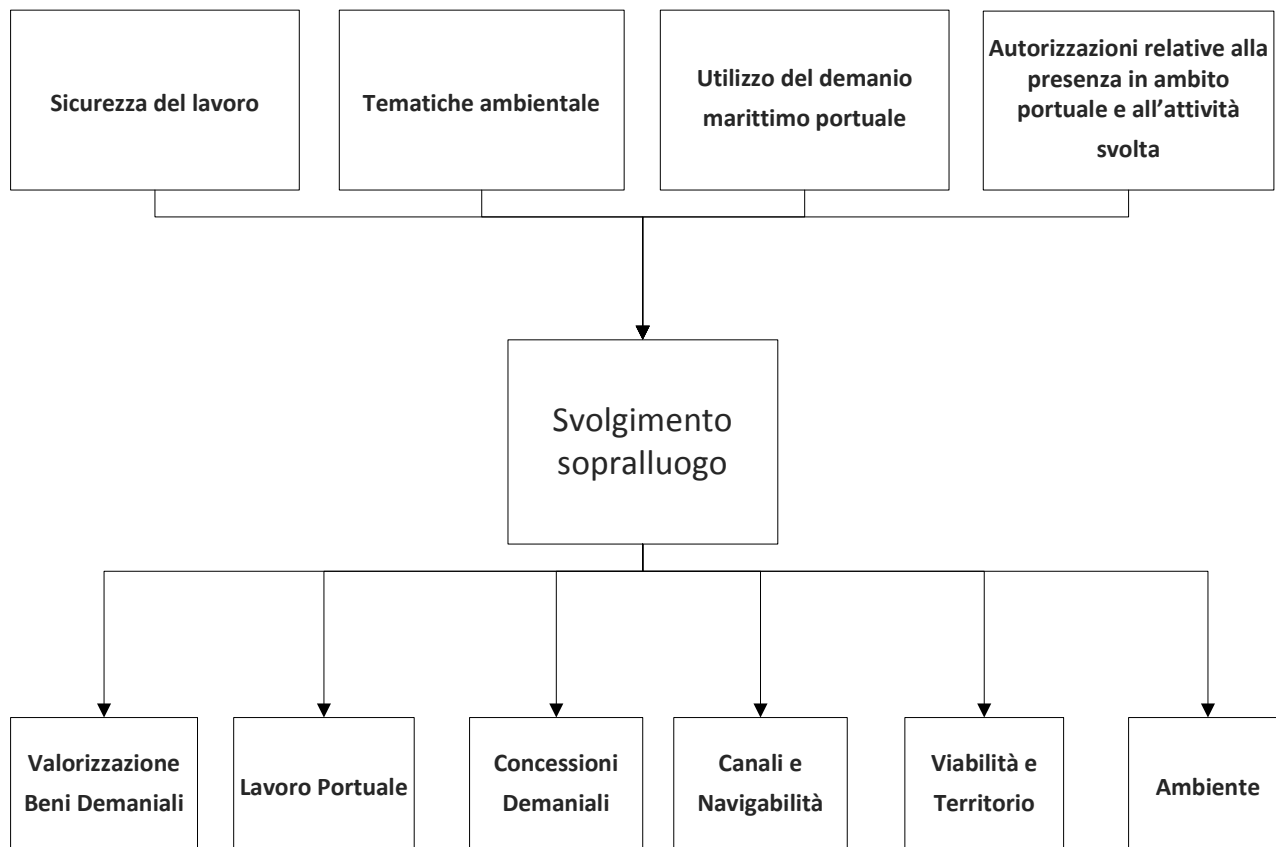 Sicurezza del lavoro
Tematiche ambientale
Utilizzo del demanio
marittimo portuale
Autorizzazioni relative alla
presenza in ambito
portuale e all’attività
svolta
Svolgimento
sopralluogo
Valorizzazione
Beni Demaniali
Lavoro Portuale
Concessioni
Demaniali
Canali e
Navigabilità
Viabilità e
Territorio
Ambiente